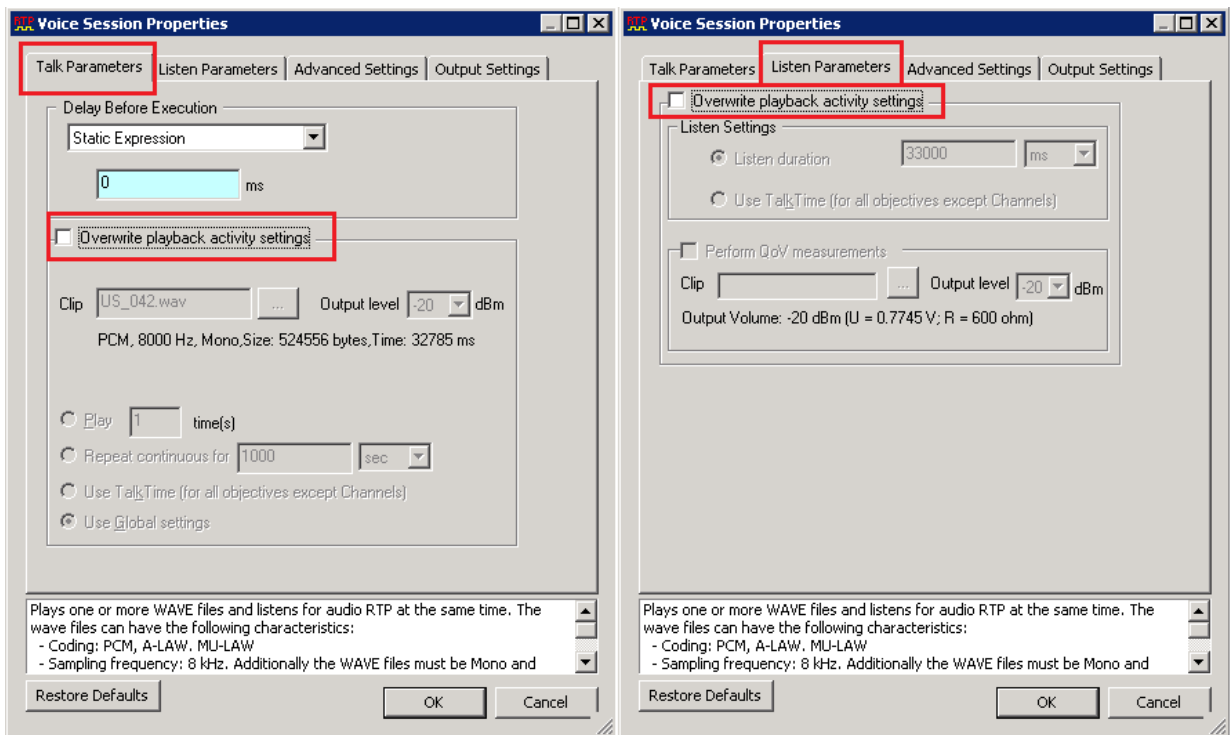 RTP Voice Session Properties
Talk Parameters Listen Parameters Advanced Settings Output Settings
Delay Before Execution
Static Expression
0 ms
Overwrite playback activity settings
Clip US_042.wav ... Output level -20 dBm
PCM, 8000 Hz, Mono,Size: 524556 bytes,Time: 32785 ms
Play 1 time(s)
Repeat continuous for 1000 sec
Use TalkTime (for all objectives except Channels)
Use Global settings
Plays one or more WAVE files and listens for audio RTP at the same time. The
wave files can have the following characteristics:
- Coding: PCM, A-LAW. MU-LAW
- Sampling frequency: 8 kHz. Additionally the WAVE files must be Mono and
Restore Defaults OK Cancel
RTP Voice Session Properties
Talk Parameters Listen Parameters Advanced Settings Output Settings
Overwrite playback activity settings
Listen Settings
Listen duration 33000 ms
Use TalkTime (for all objectives except Channels)
Perform QoV measurements
Clip ... Output level -20 dBm
Output Volume: -20 dBm (U = 0.7745 V; R = 600 ohm)
Plays one or more WAVE files and listens for audio RTP at the same time. The
wave files can have the following characteristics:
- Coding: PCM, A-LAW. MU-LAW
- Sampling frequency: 8 kHz. Additionally the WAVE files must be Mono and
Restore Defaults OK Cancel